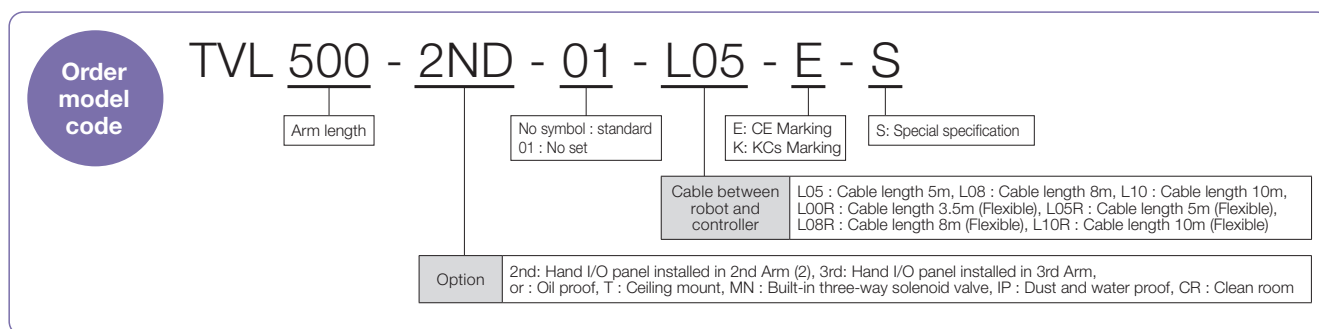 Order
model
code
TVL 500 - 2ND - 01 - L05 - E - S
Arm length
No symbol : standard
01 : No set
E: CE Marking
K: KCs Marking
S: Special specification
Cable between
robot and
controller
L05 : Cable length 5m, L08 : Cable length 8m, L10 : Cable length 10m,
L00R : Cable length 3.5m (Flexible), L05R : Cable length 5m (Flexible),
L08R : Cable length 8m (Flexible), L10R : Cable length 10m (Flexible)
Option
2nd: Hand I/O panel installed in 2nd Arm (2), 3rd: Hand I/O panel installed in 3rd Arm,
or : Oil proof, T : Ceiling mount, MN : Built-in three-way solenoid valve, IP : Dust and water proof, CR : Clean room